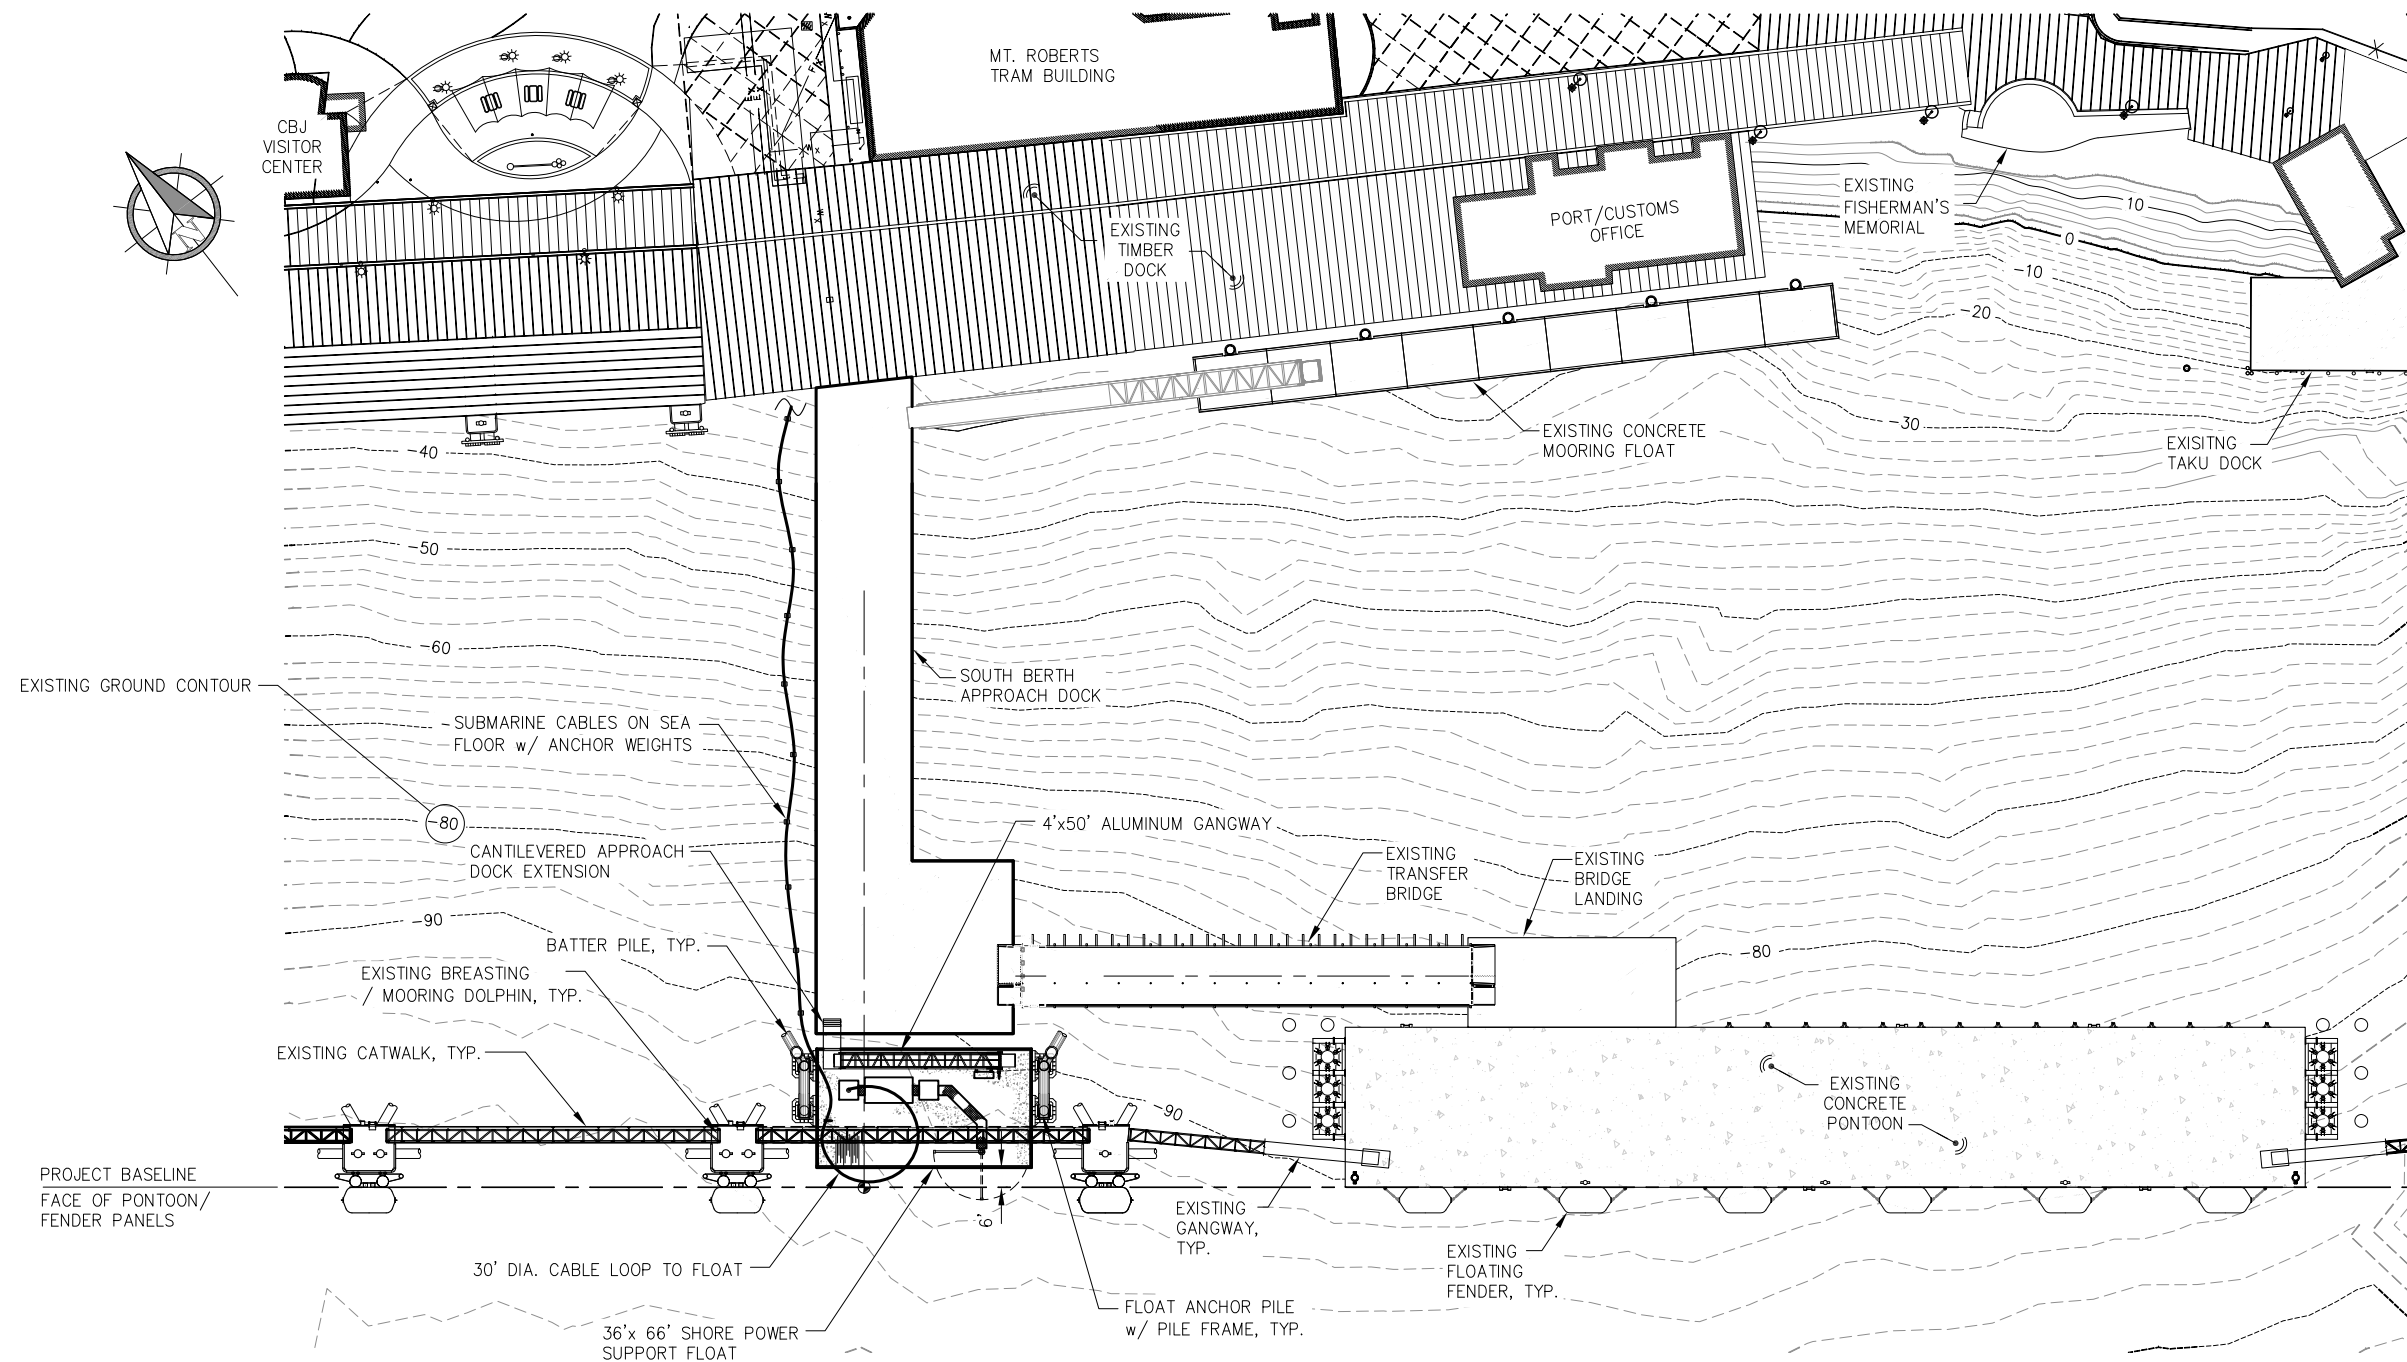 MT. ROBERTS
TRAM BUILDING
CBJ
VISITOR
CENTER
N
EXISTING
TIMBER
DOCK
PORT/CUSTOMS
OFFICE
EXISTING
FISHERMAN'S
MEMORIAL
10
0
-10
-20
-30
EXISTING CONCRETE
MOORING FLOAT
EXISITNG
TAKU DOCK
-40
-50
-60
EXISTING GROUND CONTOUR
SOUTH BERTH
APPROACH DOCK
SUBMARINE CABLES ON SEA
FLOOR w/ ANCHOR WEIGHTS
-80
4'x50' ALUMINUM GANGWAY
CANTILEVERED APPROACH
DOCK EXTENSION
EXISTING
TRANSFER
BRIDGE
EXISTING
BRIDGE
LANDING
-90
BATTER PILE, TYP.
-80
EXISTING BREASTING
/ MOORING DOLPHIN, TYP.
EXISTING CATWALK, TYP.
EXISTING
CONCRETE
PONTOON
-90
PROJECT BASELINE
FACE OF PONTOON/
FENDER PANELS
6'
EXISTING
GANGWAY,
TYP.
EXISTING
FLOATING
FENDER, TYP.
30' DIA. CABLE LOOP TO FLOAT
FLOAT ANCHOR PILE
w/ PILE FRAME, TYP.
36'x 66' SHORE POWER
SUPPORT FLOAT